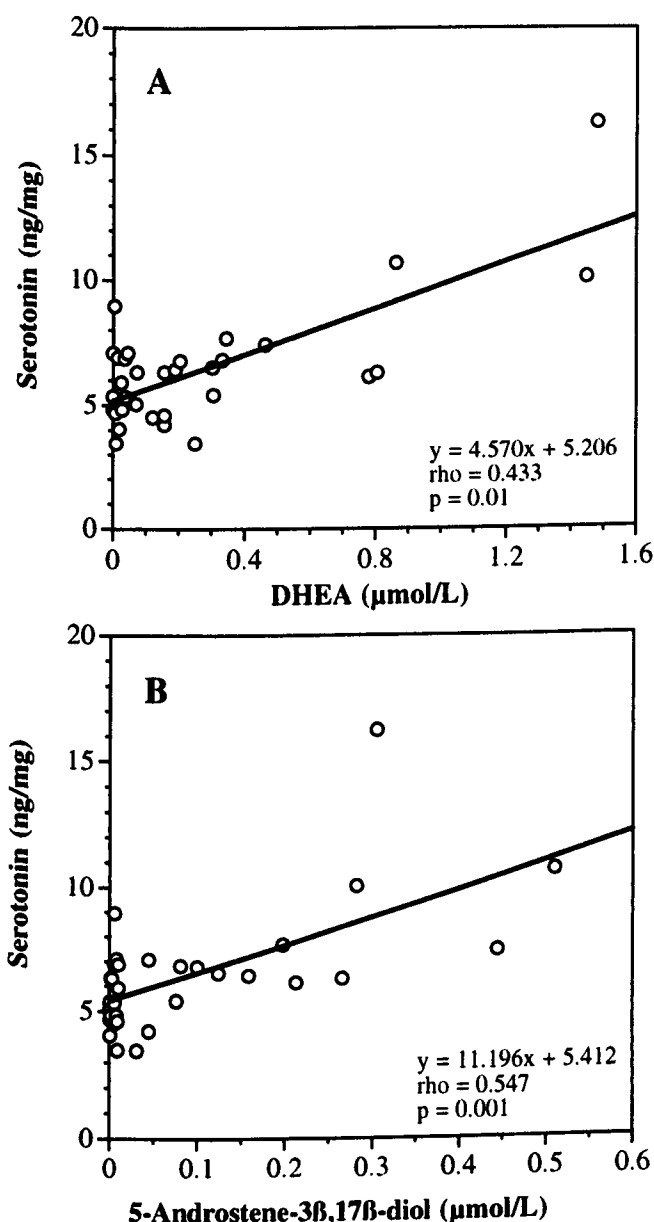 20
A
15
Serotonin (ng/mg)
10
5
y = 4.570x + 5.206
rho = 0.433
p = 0.01
0
0 0.4 0.8 1.2 1.6
DHEA (µmol/L)
20
B
15
Serotonin (ng/mg)
10
5
y = 11.196x + 5.412
rho = 0.547
p = 0.001
0
0 0.1 0.2 0.3 0.4 0.5 0.6
5-Androstene-3ß,17ß-diol (µmol/L)